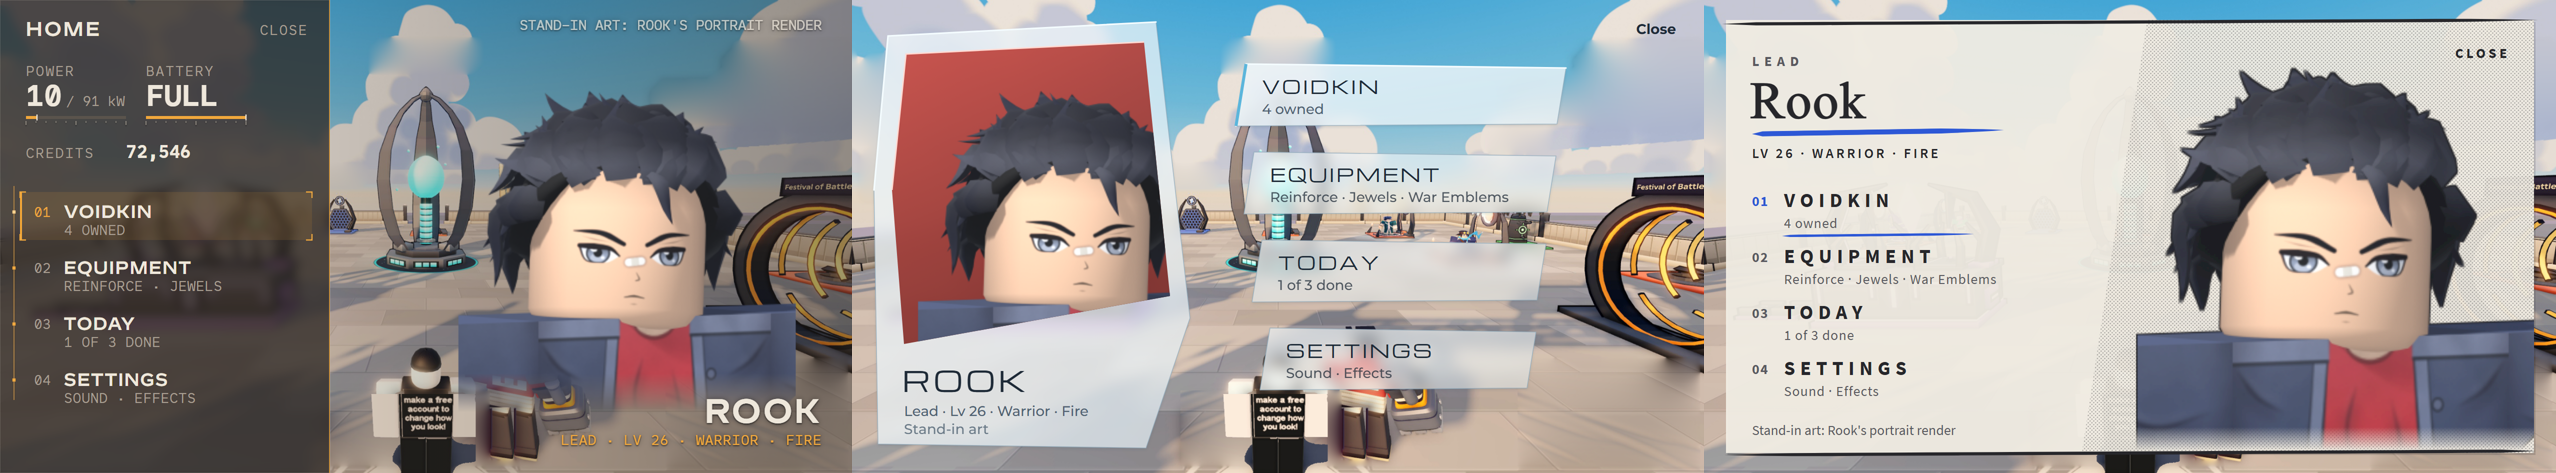 HOME
CLOSE
POWER
BATTERY
10 / 91 kW
FULL
CREDITS 72,546
01 VOIDKIN
4 OWNED
02 EQUIPMENT
REINFORCE · JEWELS
03 TODAY
1 OF 3 DONE
04 SETTINGS
SOUND · EFFECTS
STAND-IN ART: ROOK'S PORTRAIT RENDER
Festival of Battle
make a free
account to
change how
you look!
ROOK
LEAD · LV 26 · WARRIOR · FIRE
Close
VOIDKIN
4 owned
EQUIPMENT
Reinforce · Jewels · War Emblems
TODAY
1 of 3 done
SETTINGS
Sound · Effects
ROOK
Lead · Lv 26 · Warrior · Fire
Stand-in art
Festival of Battle
make a free
account to
change how
you look!
CLOSE
LEAD
Rook
LV 26 · WARRIOR · FIRE
01 VOIDKIN
4 owned
02 EQUIPMENT
Reinforce · Jewels · War Emblems
03 TODAY
1 of 3 done
04 SETTINGS
Sound · Effects
Stand-in art: Rook's portrait render